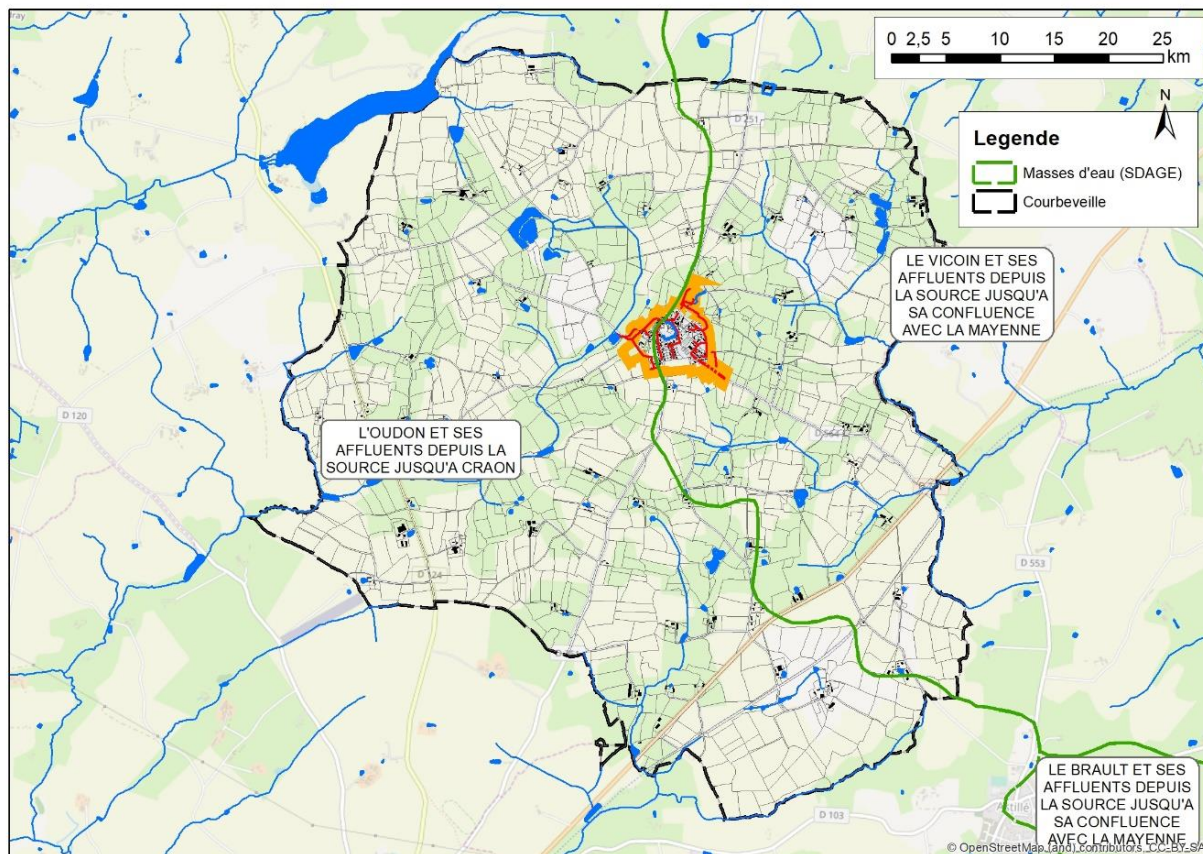 0 2,5 5 10 15 20 25
km
N
Legende
Masses d'eau (SDAGE)
Courbeveille
D 251
LE VICOIN ET SES
AFFLUENTS DEPUIS
LA SOURCE JUSQU'A
SA CONFLUENCE
AVEC LA MAYENNE
D 120
L'OUDON ET SES
AFFLUENTS DEPUIS LA
SOURCE JUSQU'A CRAON
D 564
D 553
D 124
LE BRAULT ET SES
AFFLUENTS DEPUIS
LA SOURCE JUSQU'A
SA CONFLUENCE
AVEC LA MAYENNE
Astillé
D 103
© OpenStreetMap (and) contributors, CC-BY-SA